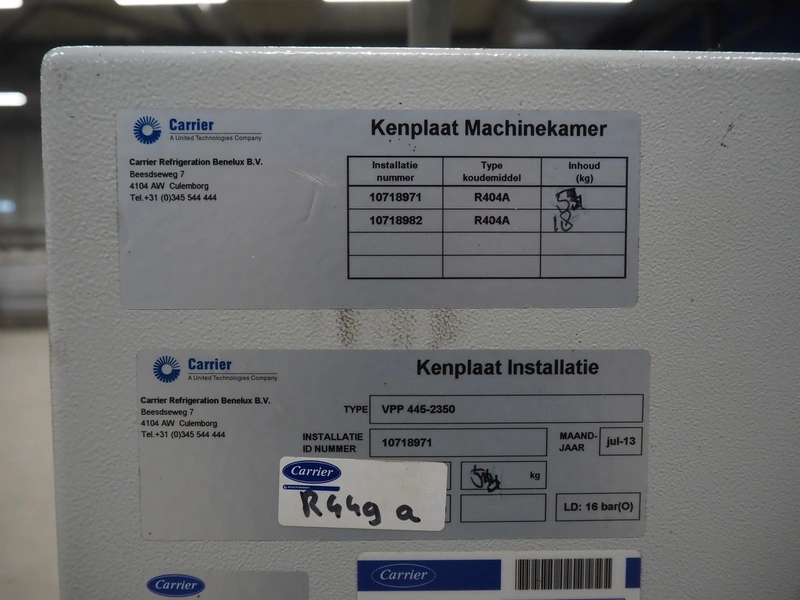 Carrier
A United Technologies Company
Kenplaat Machinekamer
Carrier Refrigeration Benelux B.V.
Beesdseweg 7
4104 AW Culemborg
Tel.+31 (0)345 544 444
Installatie nummer Type koudemiddel Inhoud (kg)
10718971 R404A
10718982 R404A 18
Carrier
A United Technologies Company
Kenplaat Installatie
Carrier Refrigeration Benelux B.V.
Beesdseweg 7
4104 AW Culemborg
Tel.+31 (0)345 544 444
TYPE VPP 445-2350
INSTALLATIE ID NUMMER 10718971 MAAND-JAAR jul-13
kg
LD: 16 bar(O)
Carrier
R449a
Carrier
Carrier